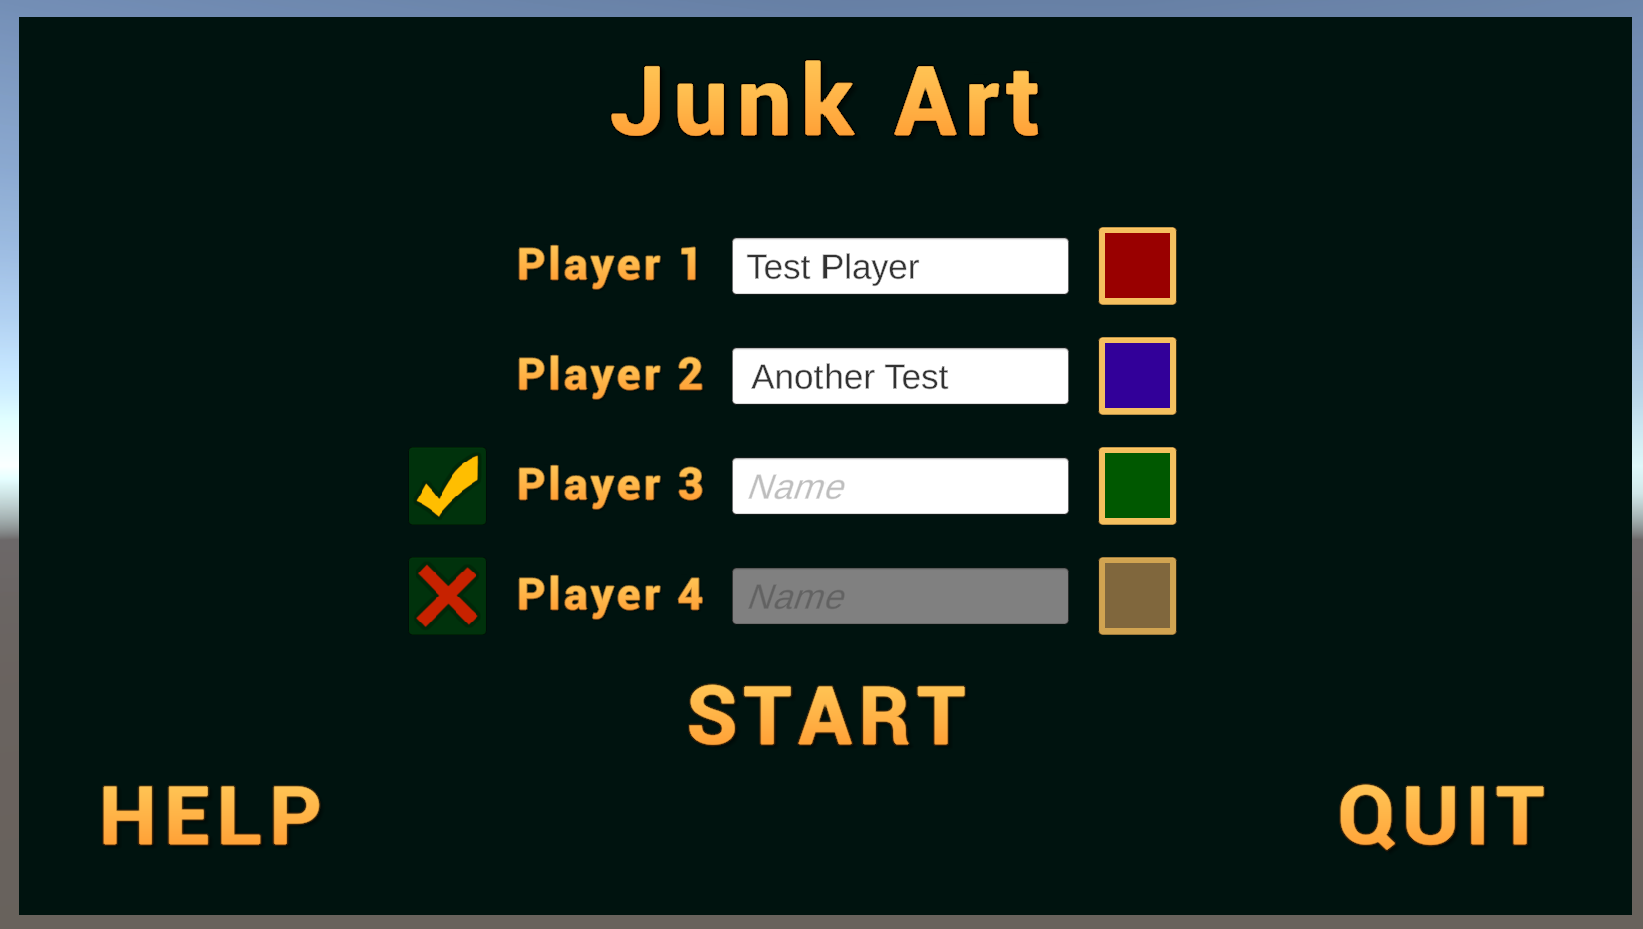 Junk Art
Player 1 Test Player
Player 2 Another Test
Player 3 Name
Player 4 Name
START
HELP QUIT